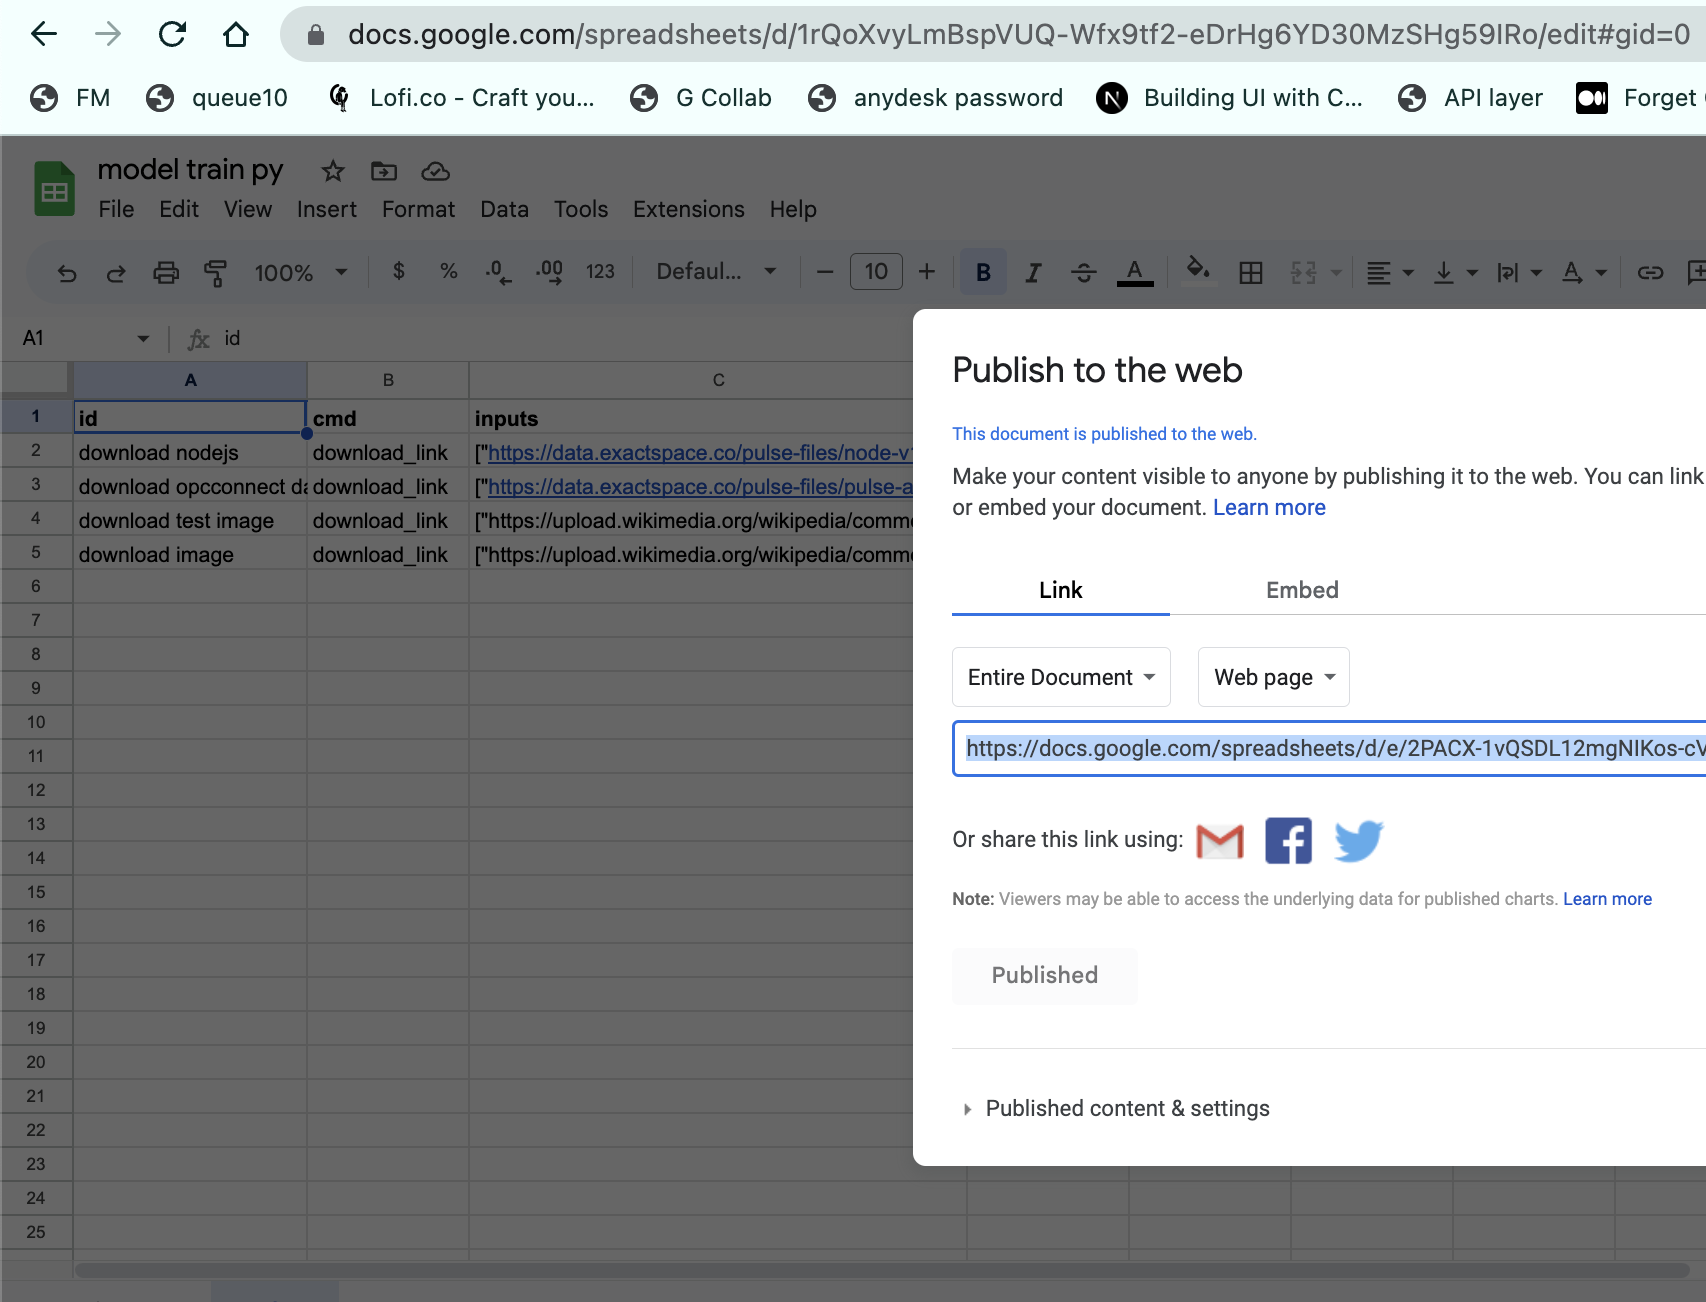 docs.google.com/spreadsheets/d/1rQoXvyLmBspVUQ-Wfx9tf2-eDrHg6YD30MzSHg59IRo/edit#gid=0
FM queue10 Lofi.co - Craft you... G Collab anydesk password Building UI with C... API layer Forget
model train py
File Edit View Insert Format Data Tools Extensions Help
100% $ % .0 .00 123 Defaul... 10 B I S A
A1 fx id
A B C
1 id cmd inputs
2 download nodejs download_link ["https://data.exactspace.co/pulse-files/node-v
3 download opcconnect da download_link ["https://data.exactspace.co/pulse-files/pulse-a
4 download test image download_link ["https://upload.wikimedia.org/wikipedia/comm
5 download image download_link ["https://upload.wikimedia.org/wikipedia/comm
6
7
8
9
10
11
12
13
14
15
16
17
18
19
20
21
22
23
24
25
Publish to the web
This document is published to the web.
Make your content visible to anyone by publishing it to the web. You can link
or embed your document. Learn more
Link Embed
Entire Document Web page
https://docs.google.com/spreadsheets/d/e/2PACX-1vQSDL12mgNIKos-cV
Or share this link using:
Note: Viewers may be able to access the underlying data for published charts. Learn more
Published
Published content & settings